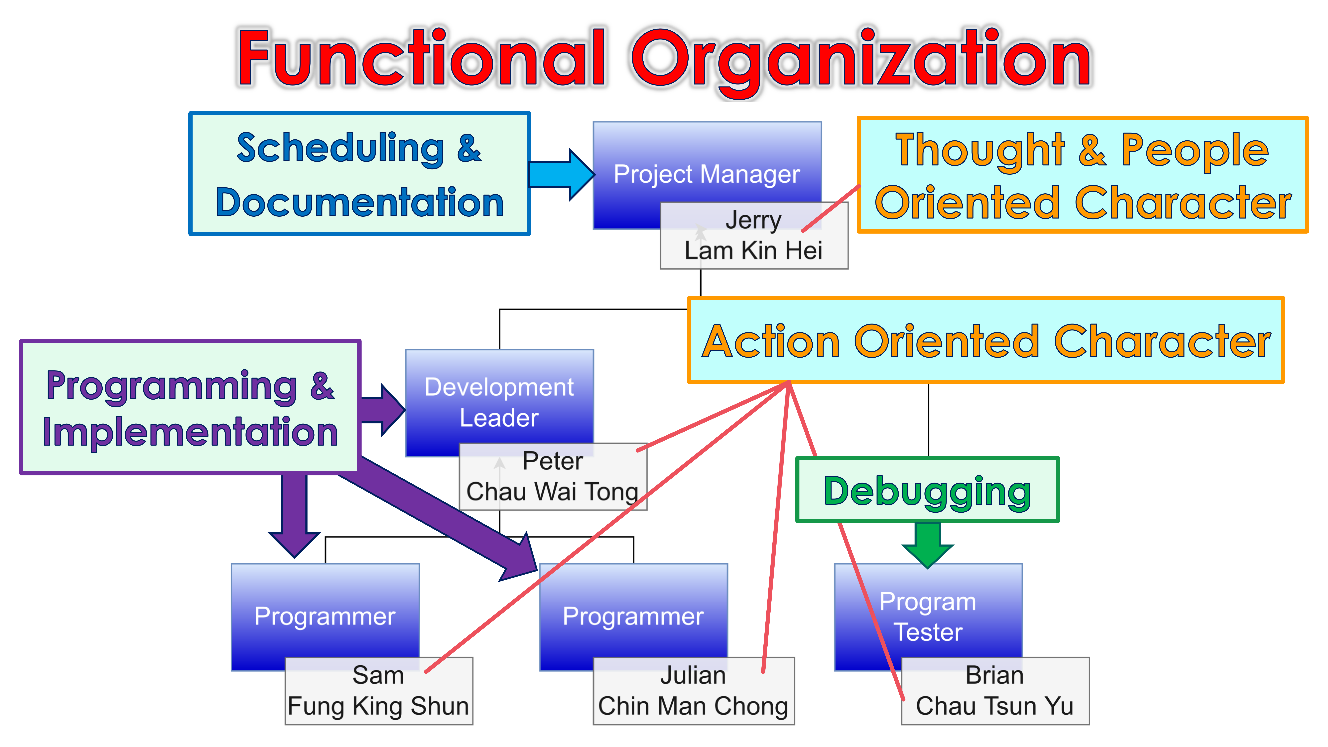 Functional Organization
Scheduling &
Documentation
Project Manager
Jerry
Lam Kin Hei
Thought & People
Oriented Character
Action Oriented Character
Programming &
Implementation
Development
Leader
Peter
Chau Wai Tong
Debugging
Programmer
Sam
Fung King Shun
Programmer
Julian
Chin Man Chong
Program
Tester
Brian
Chau Tsun Yu